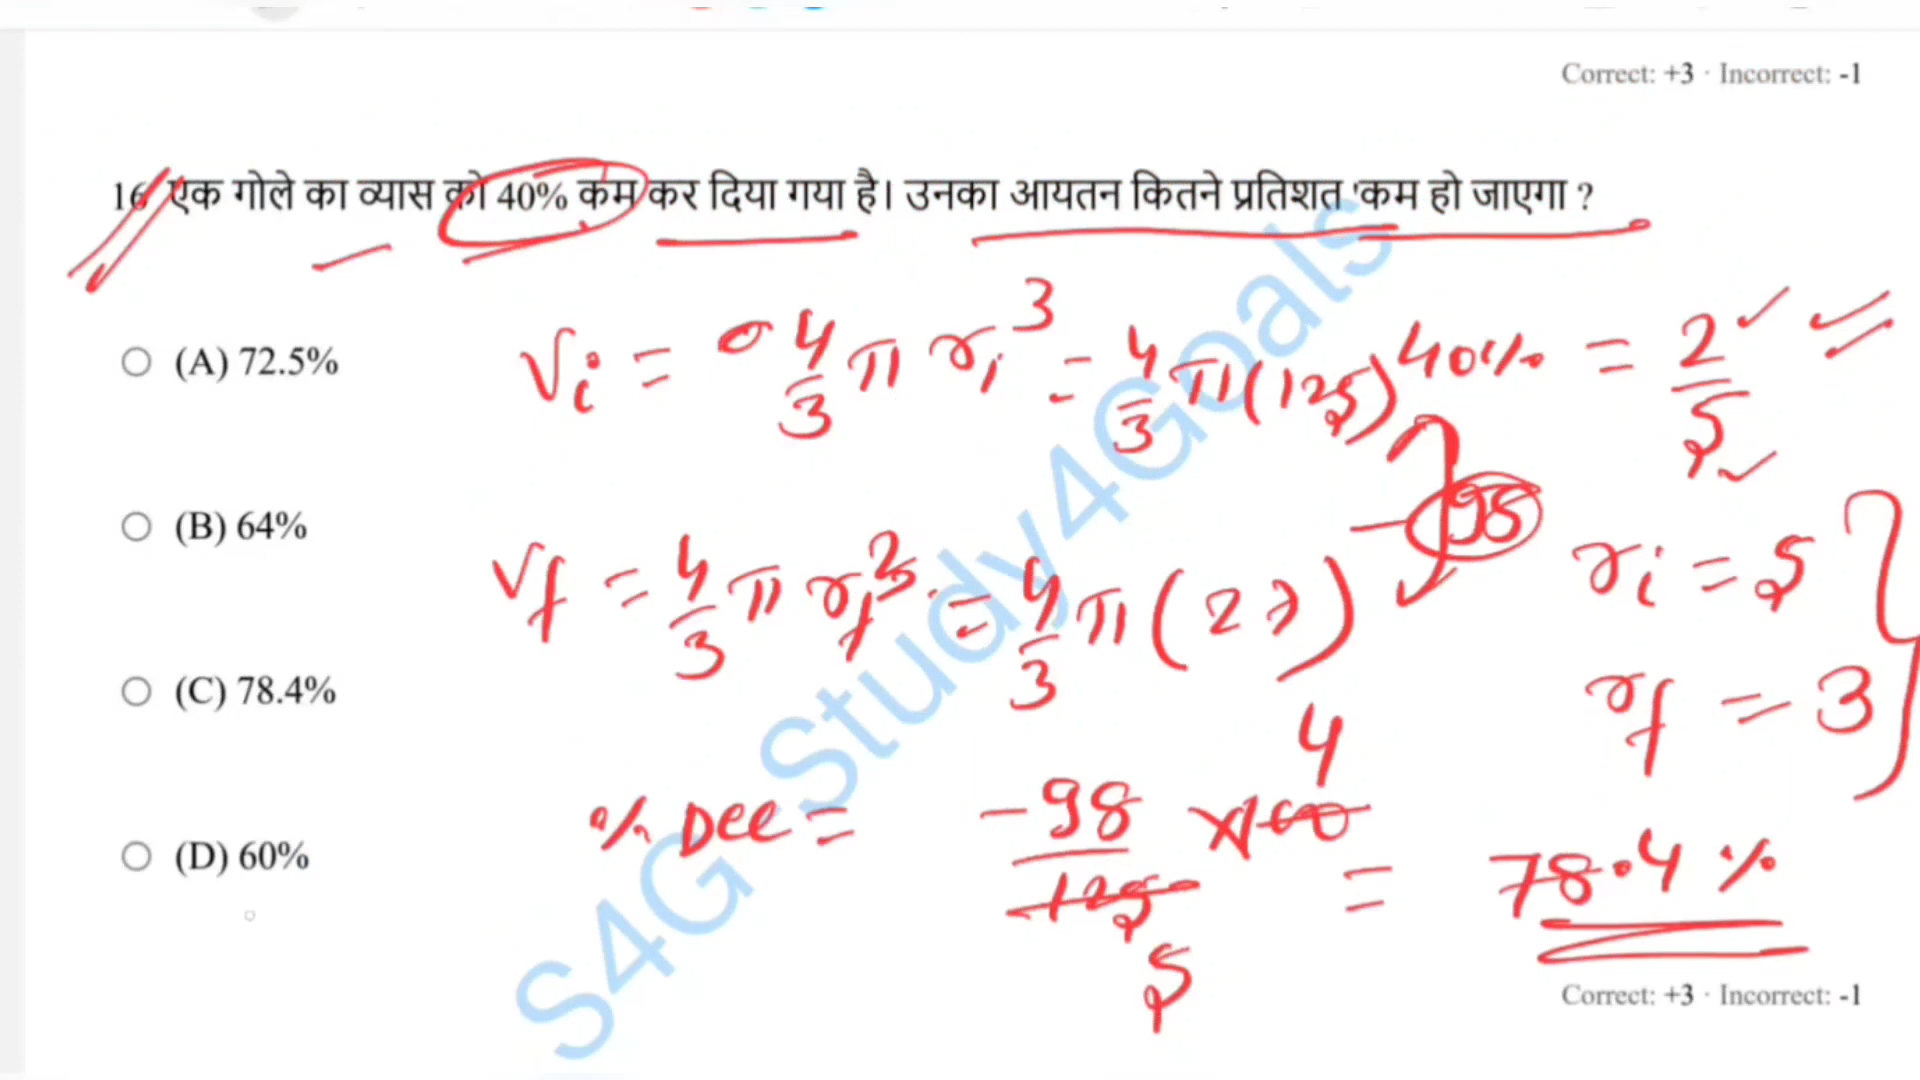 Correct: +3 · Incorrect: -1
16 एक गोले का व्यास को 40% कम कर दिया गया है। उनका आयतन कितने प्रतिशत 'कम हो जाएगा ?
(A) 72.5%
Vi = 4/3 π ri³ = 4/3 π (125)
40% = 2/5
(B) 64%
Vf = 4/3 π rf³ = 4/3 π (27)
-98
ri = 5
(C) 78.4%
rf = 3
% Dec = -98/125 × 100 = 78.4 %
4
5
(D) 60%
S4G Study4Goals
Correct: +3 · Incorrect: -1